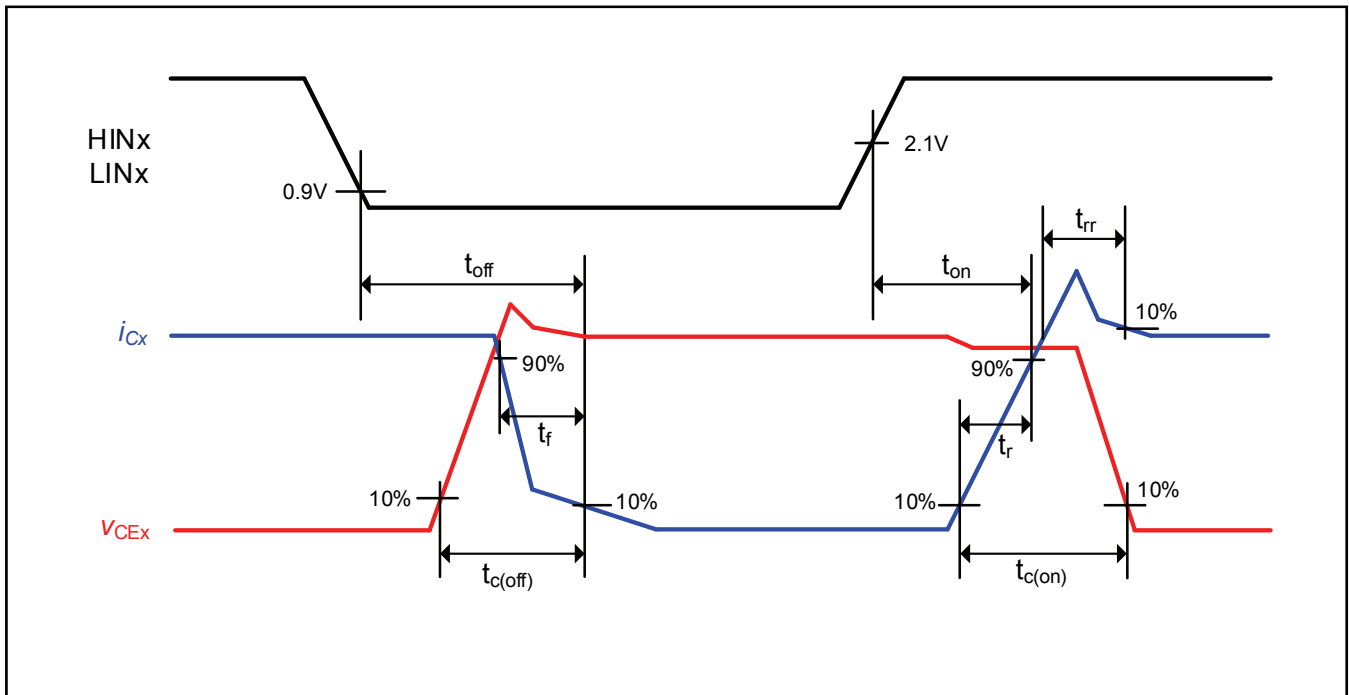 HINx
LINx
0.9V
2.1V
trr
toff
ton
iCx
10%
90%
90%
tf
tr
10%
10%
10%
10%
vCEx
tc(off)
tc(on)